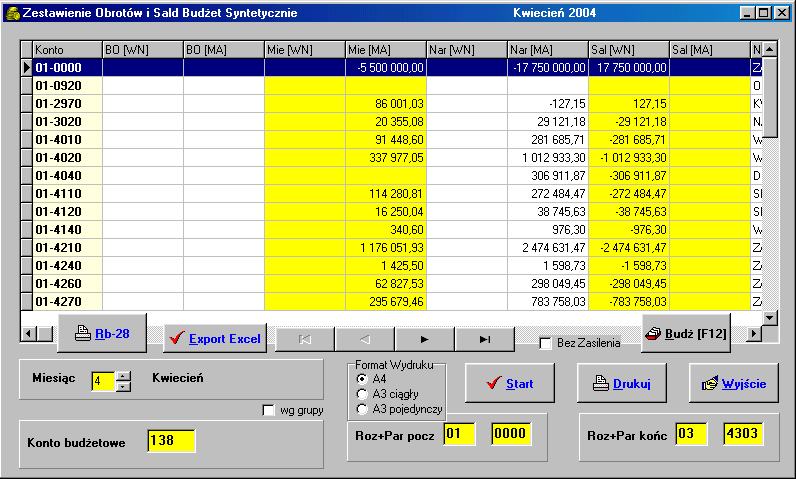 Zestawienie Obrotów i Sald Budżet Syntetycznie Kwiecień 2004
Konto BO [WN] BO [MA] Mie [WN] Mie [MA] Nar [WN] Nar [MA] Sal [WN] Sal [MA] N
01-0000 -5 500 000,00 -17 750 000,00 17 750 000,00
01-0920 O
01-2970 86 001,03 -127,15 127,15
01-3020 20 355,08 29 121,18 -29 121,18
01-4010 91 448,60 281 685,71 -281 685,71 W
01-4020 337 977,05 1 012 933,30 -1 012 933,30 W
01-4040 306 911,87 -306 911,87 D
01-4110 114 280,81 272 484,47 -272 484,47
01-4120 16 250,04 38 745,63 -38 745,63
01-4140 340,60 976,30 -976,30 W
01-4210 1 176 051,93 2 474 631,47 -2 474 631,47
01-4240 1 425,50 1 598,73 -1 598,73
01-4260 62 827,53 298 049,45 -298 049,45
01-4270 295 679,46 783 758,03 -783 758,03
Rb-28 Export Excel Bez Zasilenia Budż [F12]
Miesiąc 4 Kwiecień
wg grupy
Format Wydruku
A4
A3 ciągły
A3 pojedynczy
Start Drukuj Wyjście
Konto budżetowe 138
Roz+Par pocz 01 0000
Roz+Par końc 03 4303